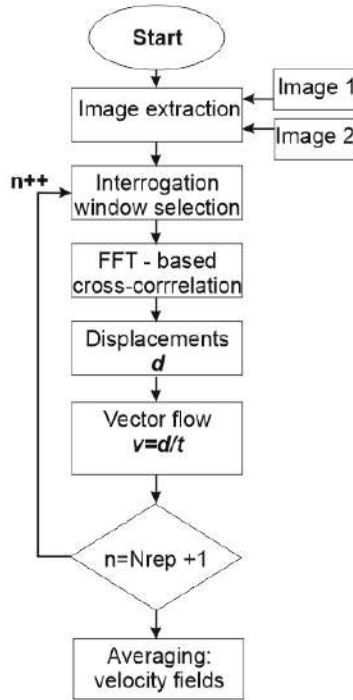 Start
Image 1
Image extraction
Image 2
n++
Interrogation
window selection
FFT - based
cross-corrrelation
Displacements
d
Vector flow
v=d/t
n=Nrep +1
Averaging:
velocity fields